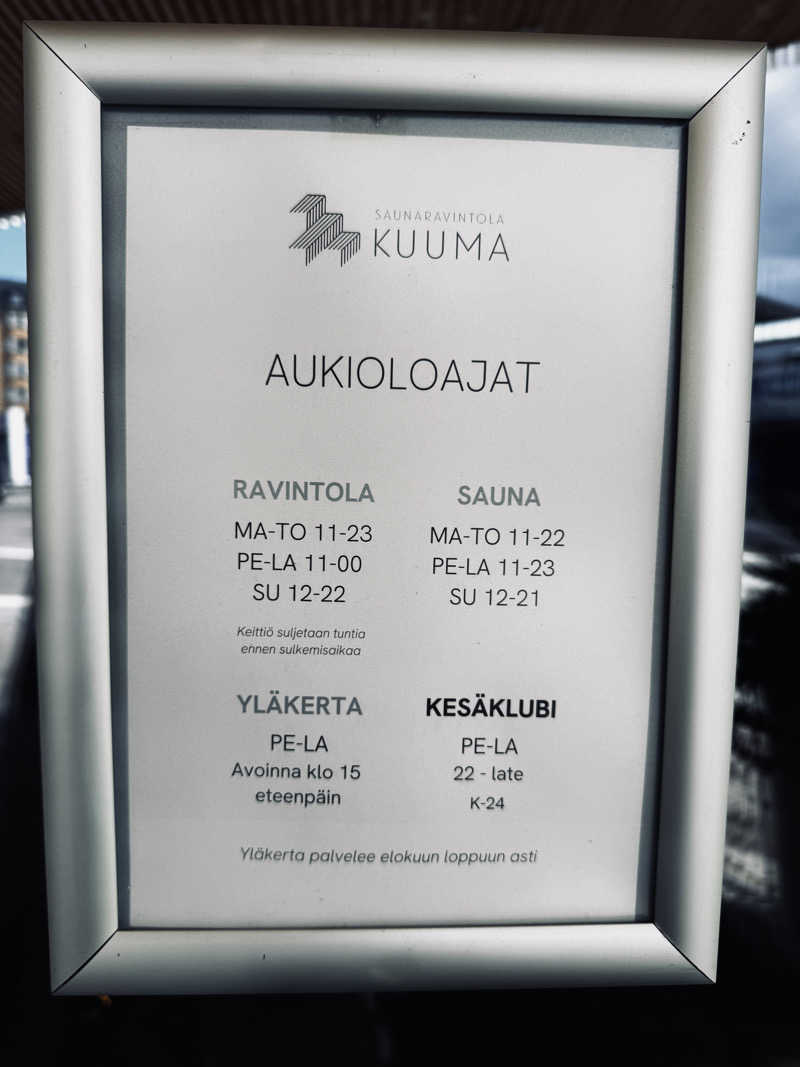 SAUNARAVINTOLA
KUUMA
AUKIOLOAJAT
RAVINTOLA
MA-TO 11-23
PE-LA 11-00
SU 12-22
Keittiö suljetaan tuntia
ennen sulkemisaikaa
SAUNA
MA-TO 11-22
PE-LA 11-23
SU 12-21
YLÄKERTA
PE-LA
Avoinna klo 15
eteenpäin
KESÄKLUBI
PE-LA
22 - late
K-24
Yläkerta palvelee elokuun loppuun asti